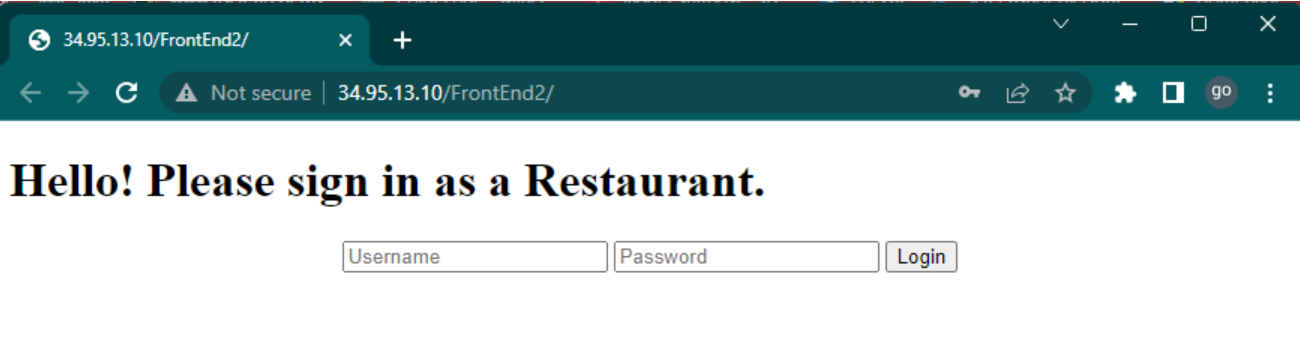 34.95.13.10/FrontEnd2/
Not secure 34.95.13.10/FrontEnd2/ go
Hello! Please sign in as a Restaurant.
Username Password Login